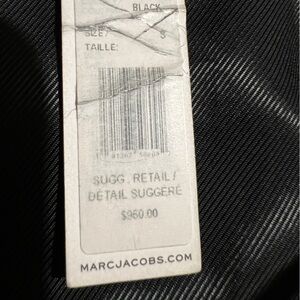 BLACK
SIZE/ S
TAILLE:
SUGG. RETAIL /
DÉTAIL SUGGÉRÉ
$960.00
MARCJACOBS.COM